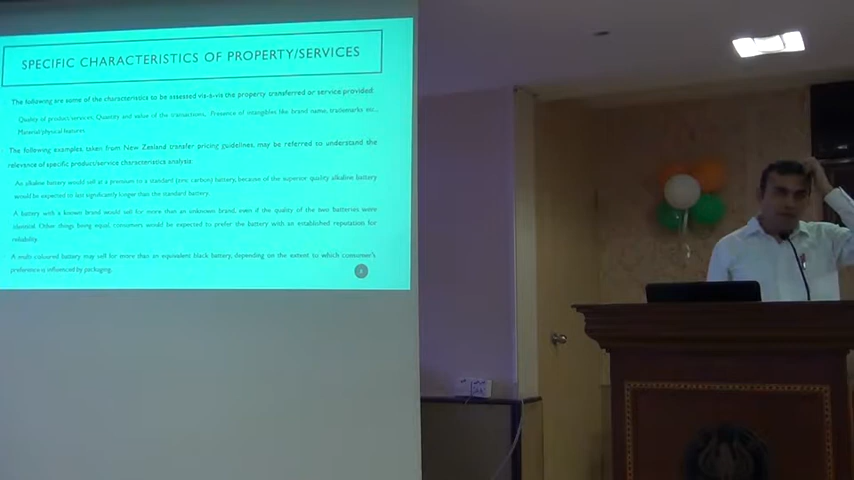 SPECIFIC CHARACTERISTICS OF PROPERTY/SERVICES
The following are some of the characteristics to be assessed vis-à-vis the property transferred or service provided:
Quality of product/services, Quantity and value of the transactions, Presence of intangibles like brand name, trademarks etc.,
Material physical features
The following examples, taken from New Zealand transfer pricing guidelines, may be referred to understand the
relevance of specific product/service characteristics analysis:
An alkaline battery would sell at a premium to a standard (zinc carbon) battery, because of the superior quality alkaline battery
would be expected to last significantly longer than the standard battery.
A battery with a known brand would sell for more than an unknown brand, even if the quality of the two batteries were
identical. Other things being equal, consumers would be expected to prefer the battery with an established reputation for
reliability.
A multi-coloured battery may sell for more than an equivalent black battery, depending on the extent to which consumer's
preference is influenced by packaging.